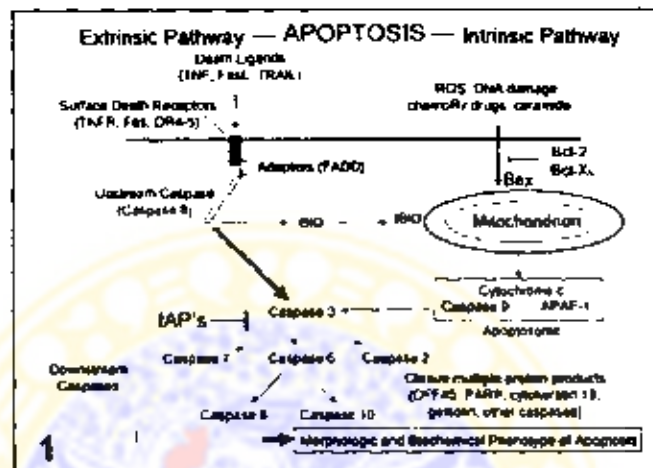 Extrinsic Pathway — APOPTOSIS — Intrinsic Pathway
Death Ligands
(TNF, FasL, TRAIL)
ROS, DNA damage
chemoRx drugs, ceramide
Surface Death Receptors
(TNFR, Fas, DR4-5)
Adaptors (FADD)
Bcl-2
Bcl-XL
Bax
Upstream Caspase
(Caspase 8)
BID
tBID
Mitochondrion
Cytochrome c
Caspase 9 APAF-1
Apoptosome
IAP's
Caspase 3
Caspase 7
Caspase 6
Caspase 2
Downstream
Caspases
Cleave multiple protein products
(DFF45, PARP, cytokeratin 18,
gelsolin, other caspases)
Caspase 8
Caspase 10
Morphologic and Biochemical Phenotype of Apoptosis
1